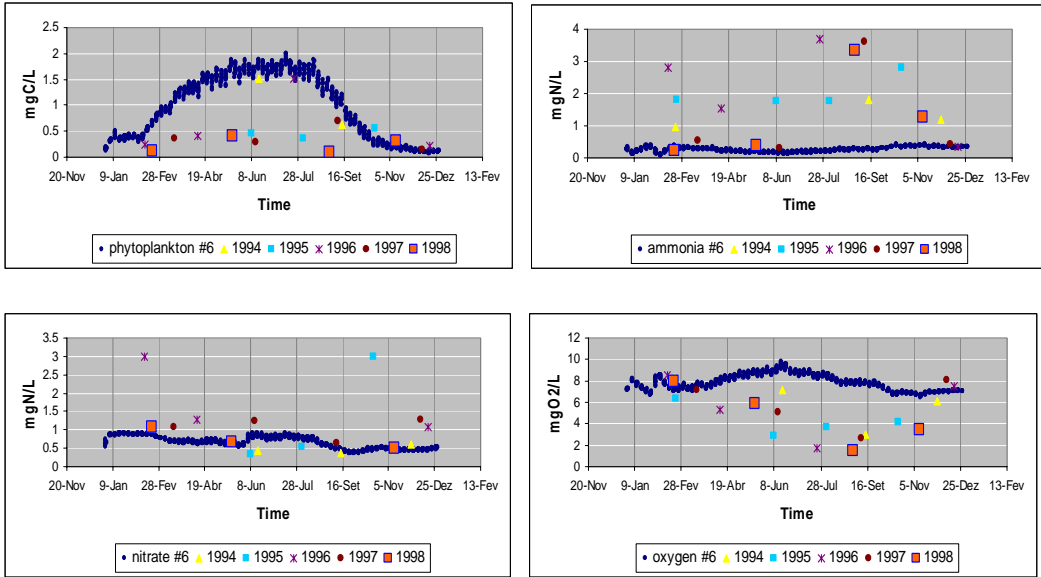 2.5
2
1.5
1
0.5
0
mgC/L
20-Nov 9-Jan 28-Fev 19-Abr 8-Jun 28-Jul 16-Set 5-Nov 25-Dez 13-Fev
Time
phytoplankton #6 1994 1995 1996 1997 1998
4
3
2
1
0
mgN/L
20-Nov 9-Jan 28-Fev 19-Abr 8-Jun 28-Jul 16-Set 5-Nov 25-Dez 13-Fev
Time
ammonia #6 1994 1995 1996 1997 1998
3.5
3
2.5
2
1.5
1
0.5
0
mgN/L
20-Nov 9-Jan 28-Fev 19-Abr 8-Jun 28-Jul 16-Set 5-Nov 25-Dez 13-Fev
Time
nitrate #6 1994 1995 1996 1997 1998
12
10
8
6
4
2
0
mgO2/L
20-Nov 9-Jan 28-Fev 19-Abr 8-Jun 28-Jul 16-Set 5-Nov 25-Dez 13-Fev
Time
oxygen #6 1994 1995 1996 1997 1998